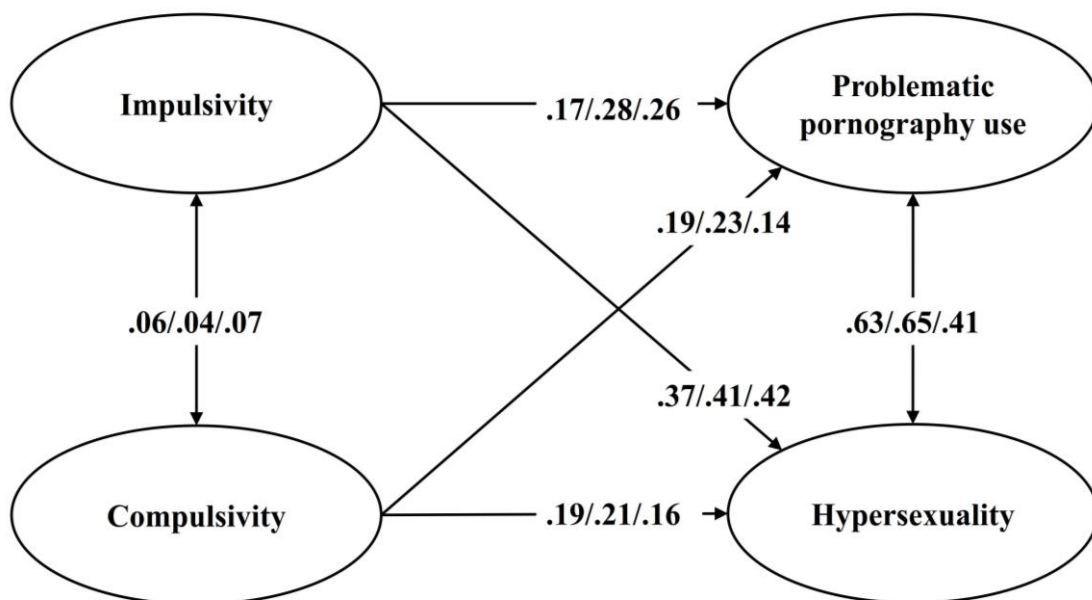 Impulsivity
Problematic
pornography use
.17/.28/.26
.19/.23/.14
.06/.04/.07
.63/.65/.41
.37/.41/.42
Compulsivity
.19/.21/.16
Hypersexuality